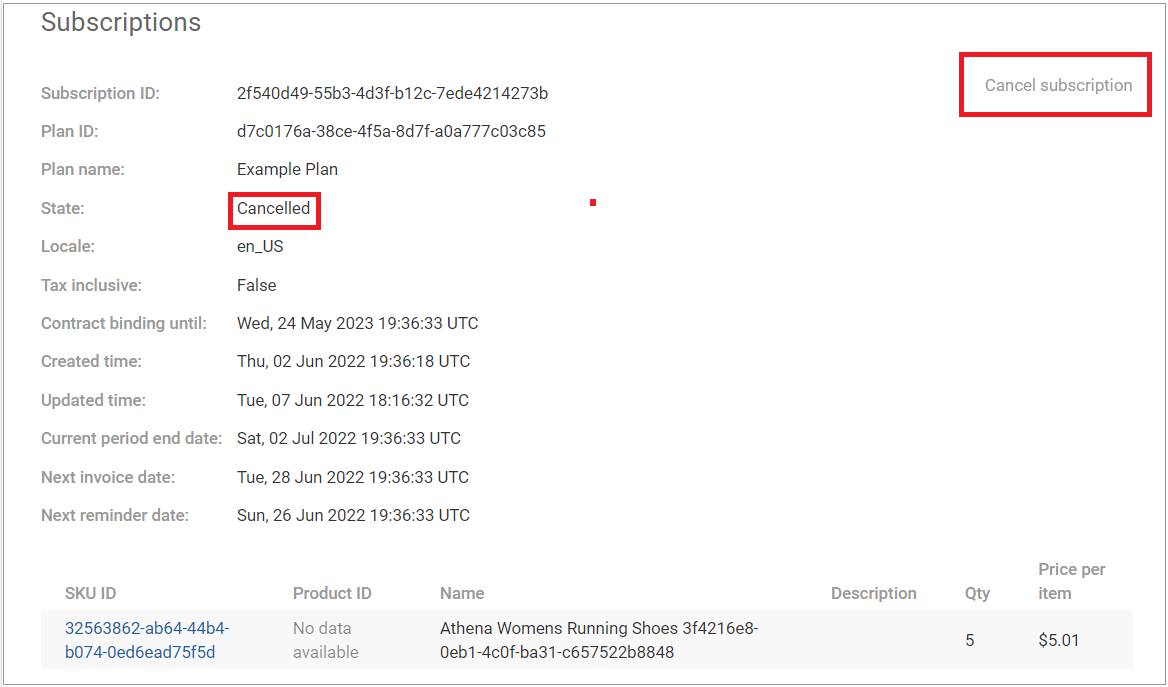 Subscriptions
Cancel subscription
Subscription ID: 2f540d49-55b3-4d3f-b12c-7ede4214273b
Plan ID: d7c0176a-38ce-4f5a-8d7f-a0a777c03c85
Plan name: Example Plan
State: Cancelled
Locale: en_US
Tax inclusive: False
Contract binding until: Wed, 24 May 2023 19:36:33 UTC
Created time: Thu, 02 Jun 2022 19:36:18 UTC
Updated time: Tue, 07 Jun 2022 18:16:32 UTC
Current period end date: Sat, 02 Jul 2022 19:36:33 UTC
Next invoice date: Tue, 28 Jun 2022 19:36:33 UTC
Next reminder date: Sun, 26 Jun 2022 19:36:33 UTC
Price per
SKU ID Product ID Name Description Qty item
32563862-ab64-44b4- No data Athena Womens Running Shoes 3f4216e8-
5 $5.01
b074-0ed6ead75f5d available 0eb1-4c0f-ba31-c657522b8848